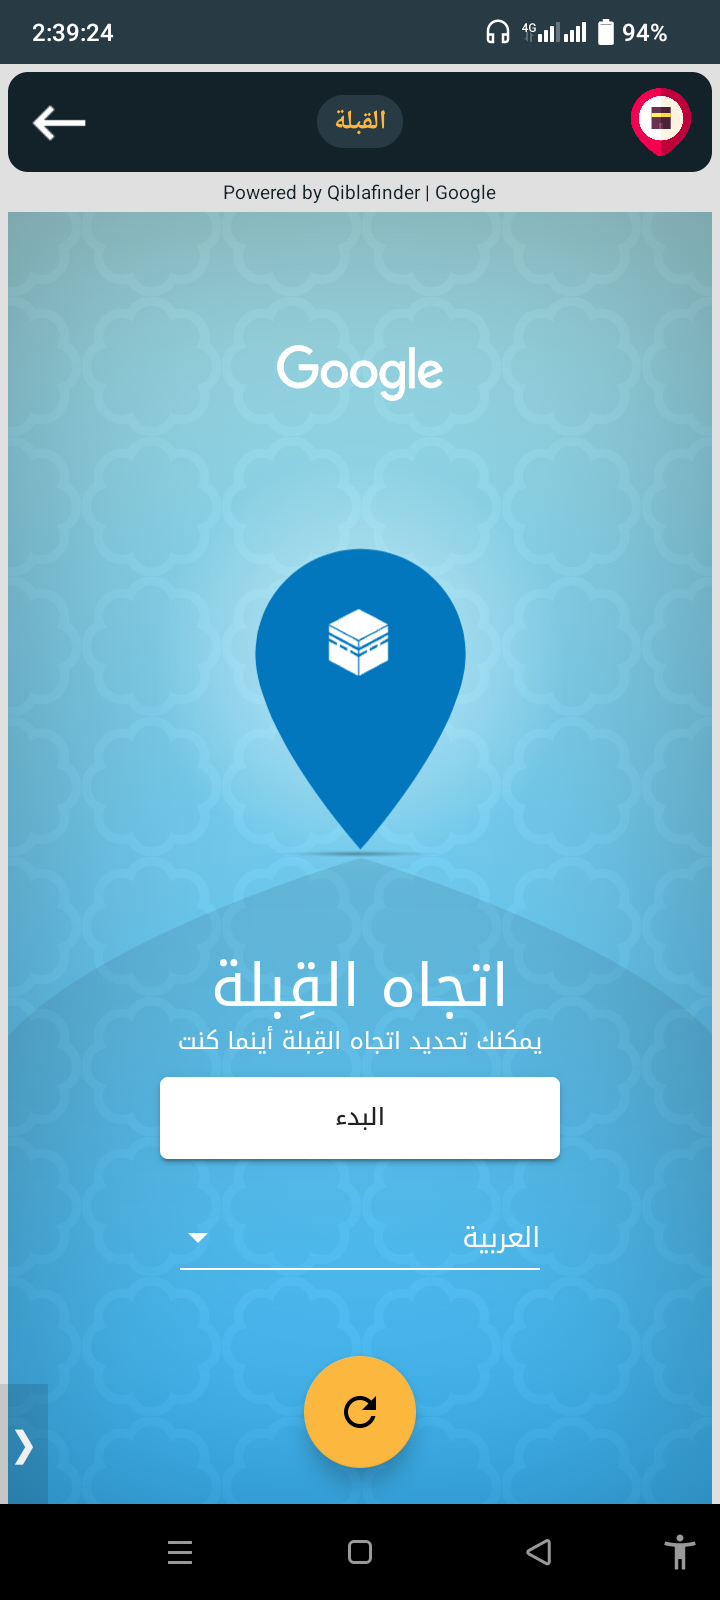 2:39:24
4G
94%
القبلة
Powered by Qiblafinder | Google
Google
اتجاه القِبلة
يمكنك تحديد اتجاه القِبلة أينما كنت
البدء
العربية